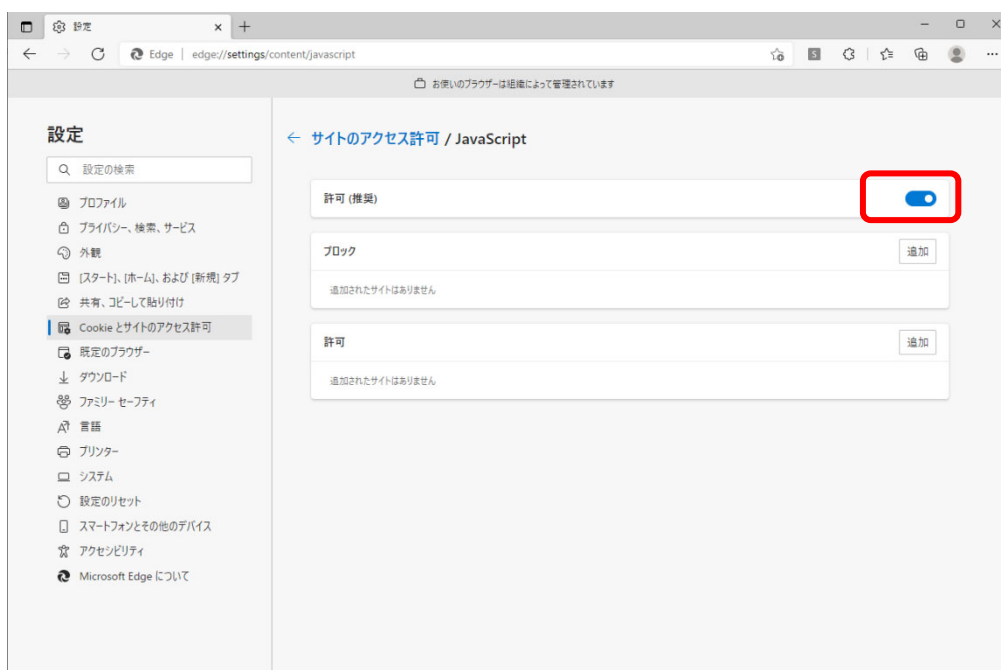 設定
Edge | edge://settings/content/javascript
S
お使いのブラウザーは組織によって管理されています
設定
設定の検索
プロファイル
プライバシー、検索、サービス
外観
[スタート]、[ホーム]、および [新規] タブ
共有、コピーして貼り付け
Cookie とサイトのアクセス許可
既定のブラウザー
ダウンロード
ファミリー セーフティ
言語
プリンター
システム
設定のリセット
スマートフォンとその他のデバイス
アクセシビリティ
Microsoft Edge について
サイトのアクセス許可 / JavaScript
許可 (推奨)
ブロック
追加
追加されたサイトはありません
許可
追加
追加されたサイトはありません